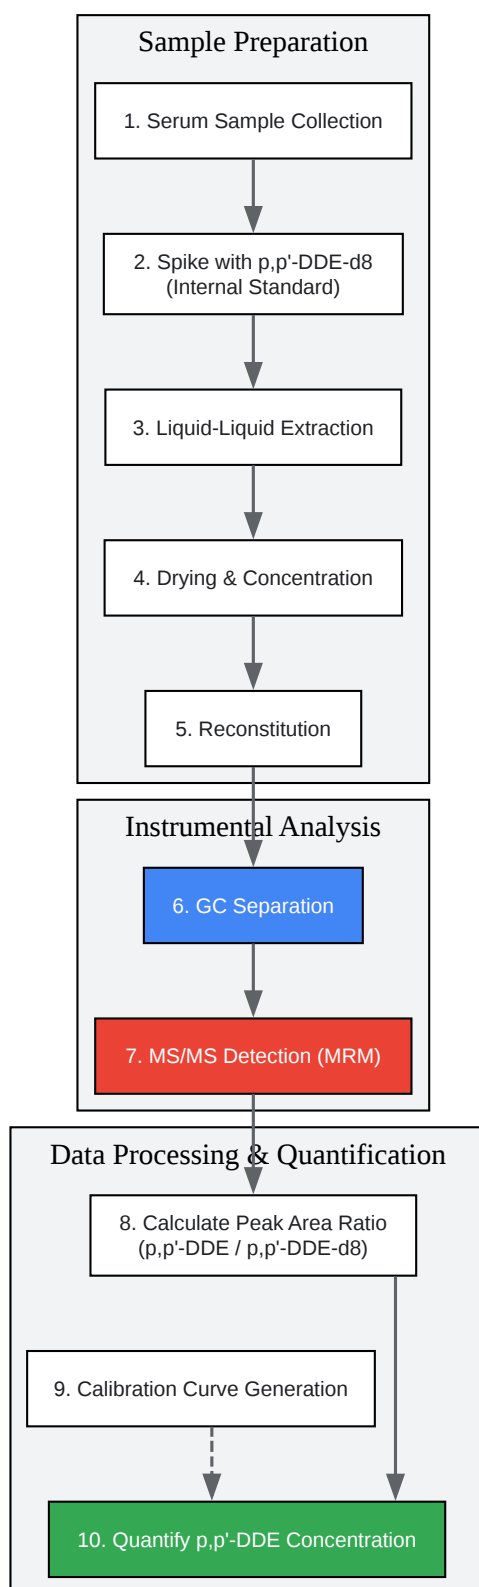 Sample Preparation
1. Serum Sample Collection
2. Spike with p,p'-DDE-d8
(Internal Standard)
3. Liquid-Liquid Extraction
4. Drying & Concentration
5. Reconstitution
Instrumental Analysis
6. GC Separation
7. MS/MS Detection (MRM)
Data Processing & Quantification
8. Calculate Peak Area Ratio
(p,p'-DDE / p,p'-DDE-d8)
9. Calibration Curve Generation
10. Quantify p,p'-DDE Concentration